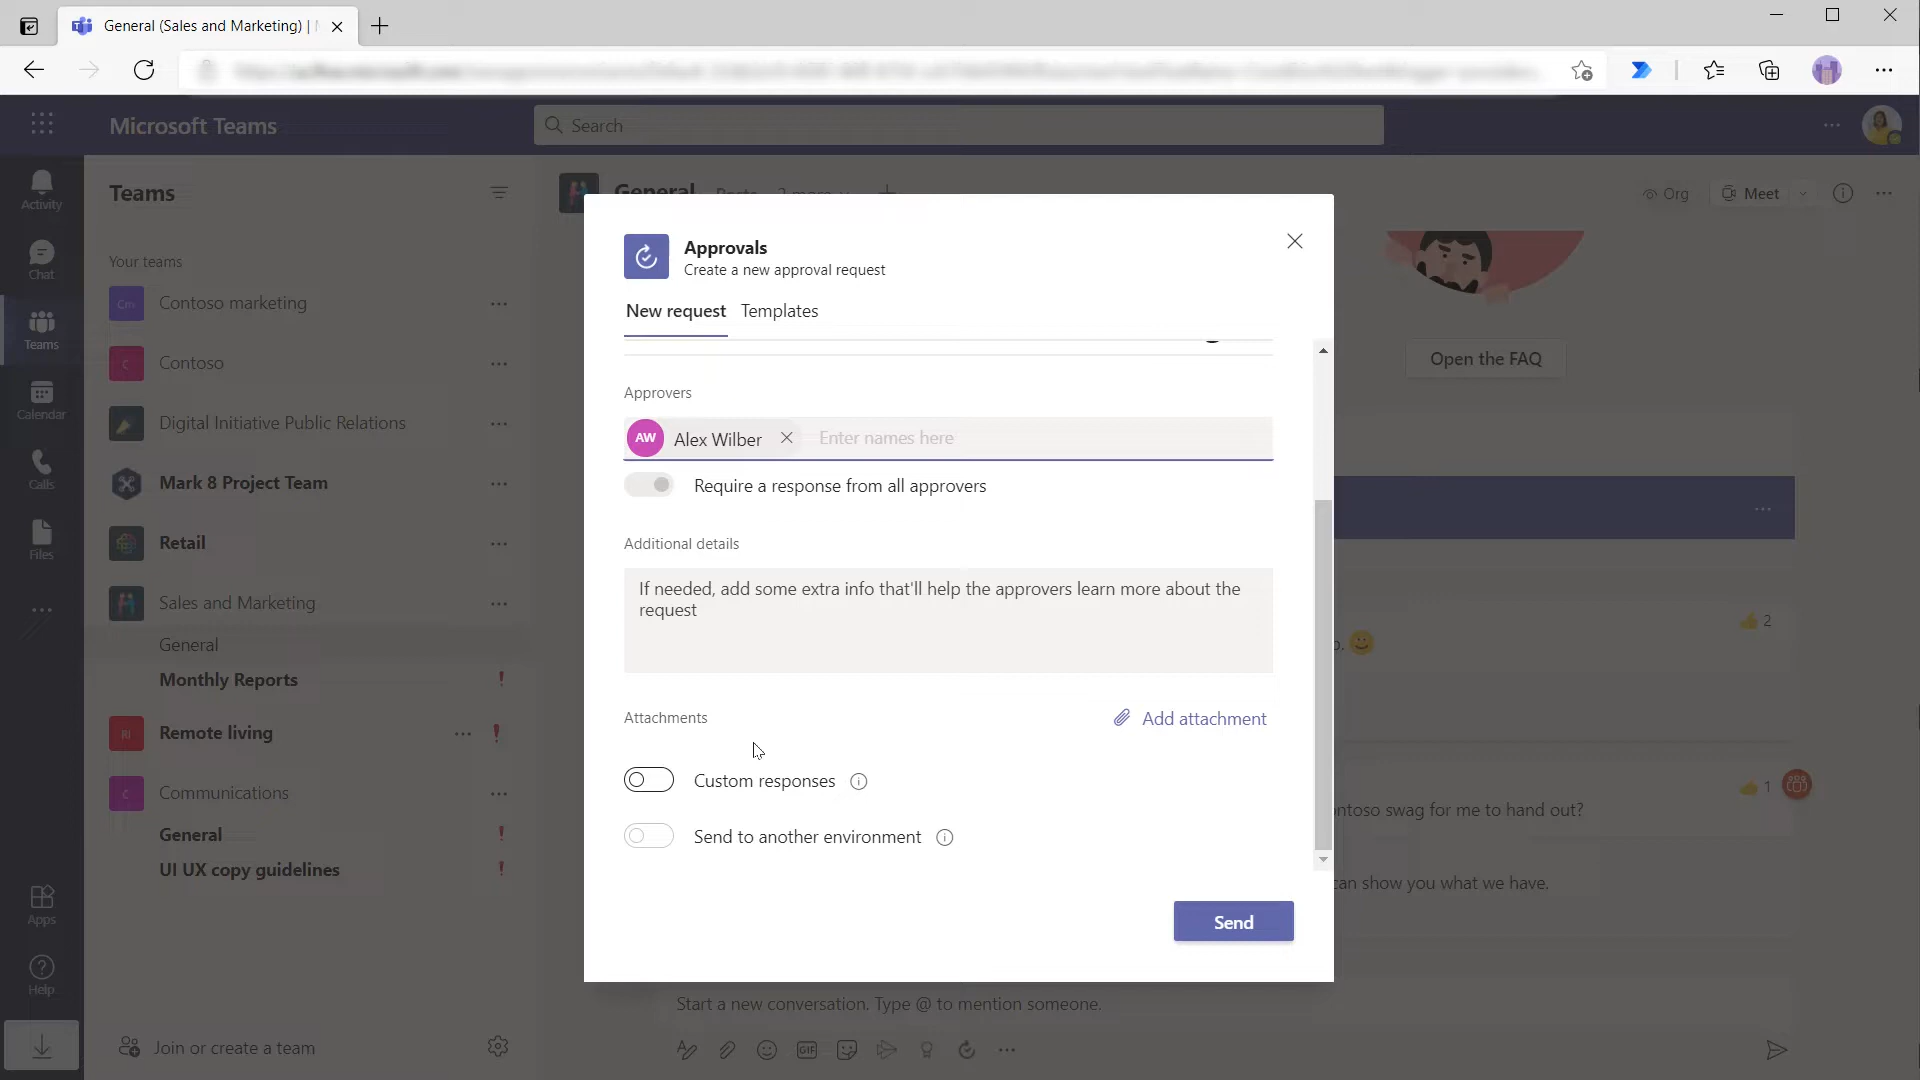 General (Sales and Marketing) |
Microsoft Teams
Search
Activity
Chat
Teams
Calendar
Calls
Files
Apps
Help
Teams
Your teams
Cm Contoso marketing
C Contoso
Digital Initiative Public Relations
Mark 8 Project Team
Retail
Sales and Marketing
General
Monthly Reports !
Rl Remote living !
C Communications
General !
UI UX copy guidelines !
Join or create a team
General
Org
Meet
Open the FAQ
Approvals
Create a new approval request
New request Templates
Approvers
AW Alex Wilber Enter names here
Require a response from all approvers
Additional details
If needed, add some extra info that'll help the approvers learn more about the
request
Attachments Add attachment
Custom responses
Send to another environment
Send
2
1
ontoso swag for me to hand out?
can show you what we have.
Start a new conversation. Type @ to mention someone.
GIF